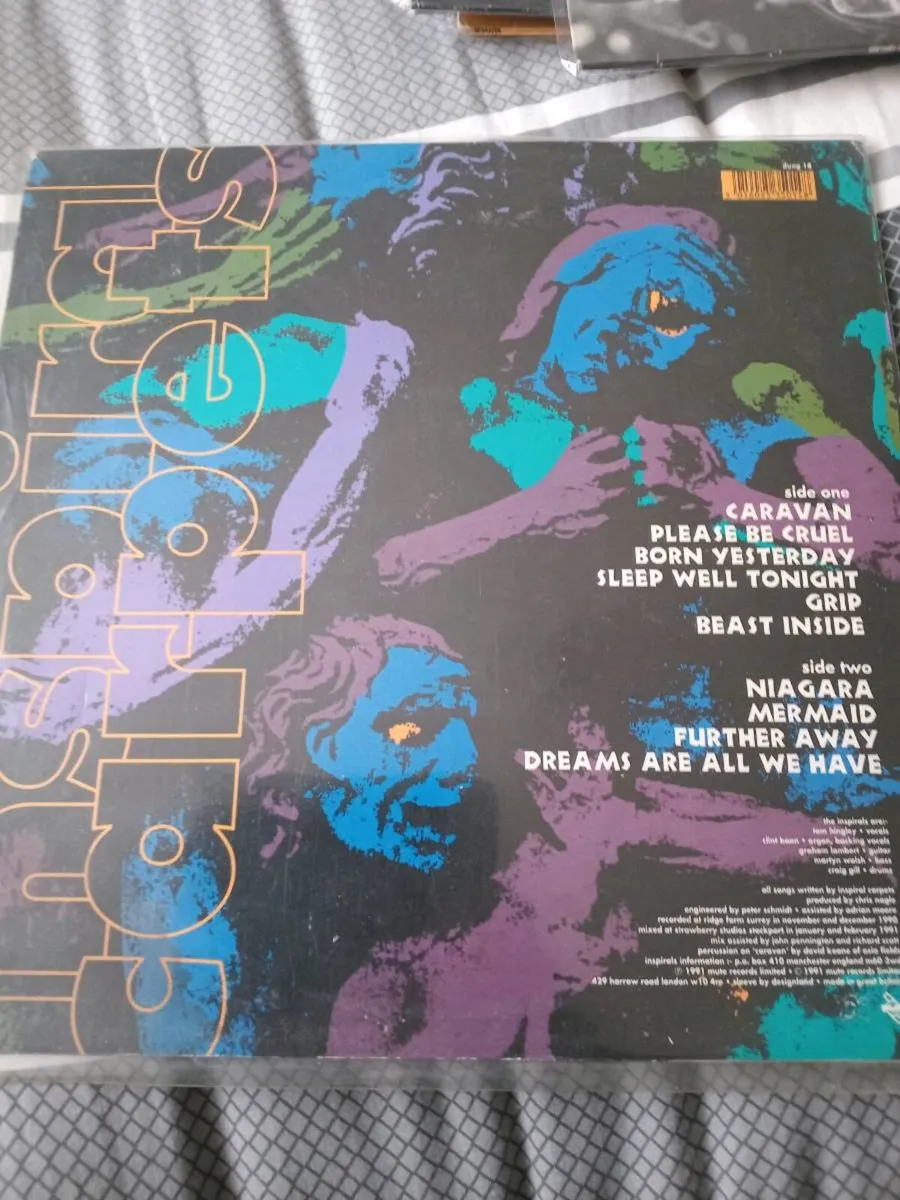 inspiral
carpets
dung 14
side one
CARAVAN
PLEASE BE CRUEL
BORN YESTERDAY
SLEEP WELL TONIGHT
GRIP
BEAST INSIDE
side two
NIAGARA
MERMAID
FURTHER AWAY
DREAMS ARE ALL WE HAVE
the inspirals are:-
tom hingley • vocals
clint boon • organ, backing vocals
graham lambert • guitar
martyn walsh • bass
craig gill • drums
all songs written by inspiral carpets
produced by chris nagle
engineered by peter schmidt • assisted by adrian moore
recorded at ridge farm surrey in november and december 1990
mixed at strawberry studios stockport in january and february 1991
mix assisted by john pennington and richard scott
percussion on 'caravan' by david keane of
inspirals information :- p.o. box 410 manchester england m60
℗ 1991 mute records limited • © 1991 mute records limited
429 harrow road london w10 4re • sleeve by designland • made in great britain